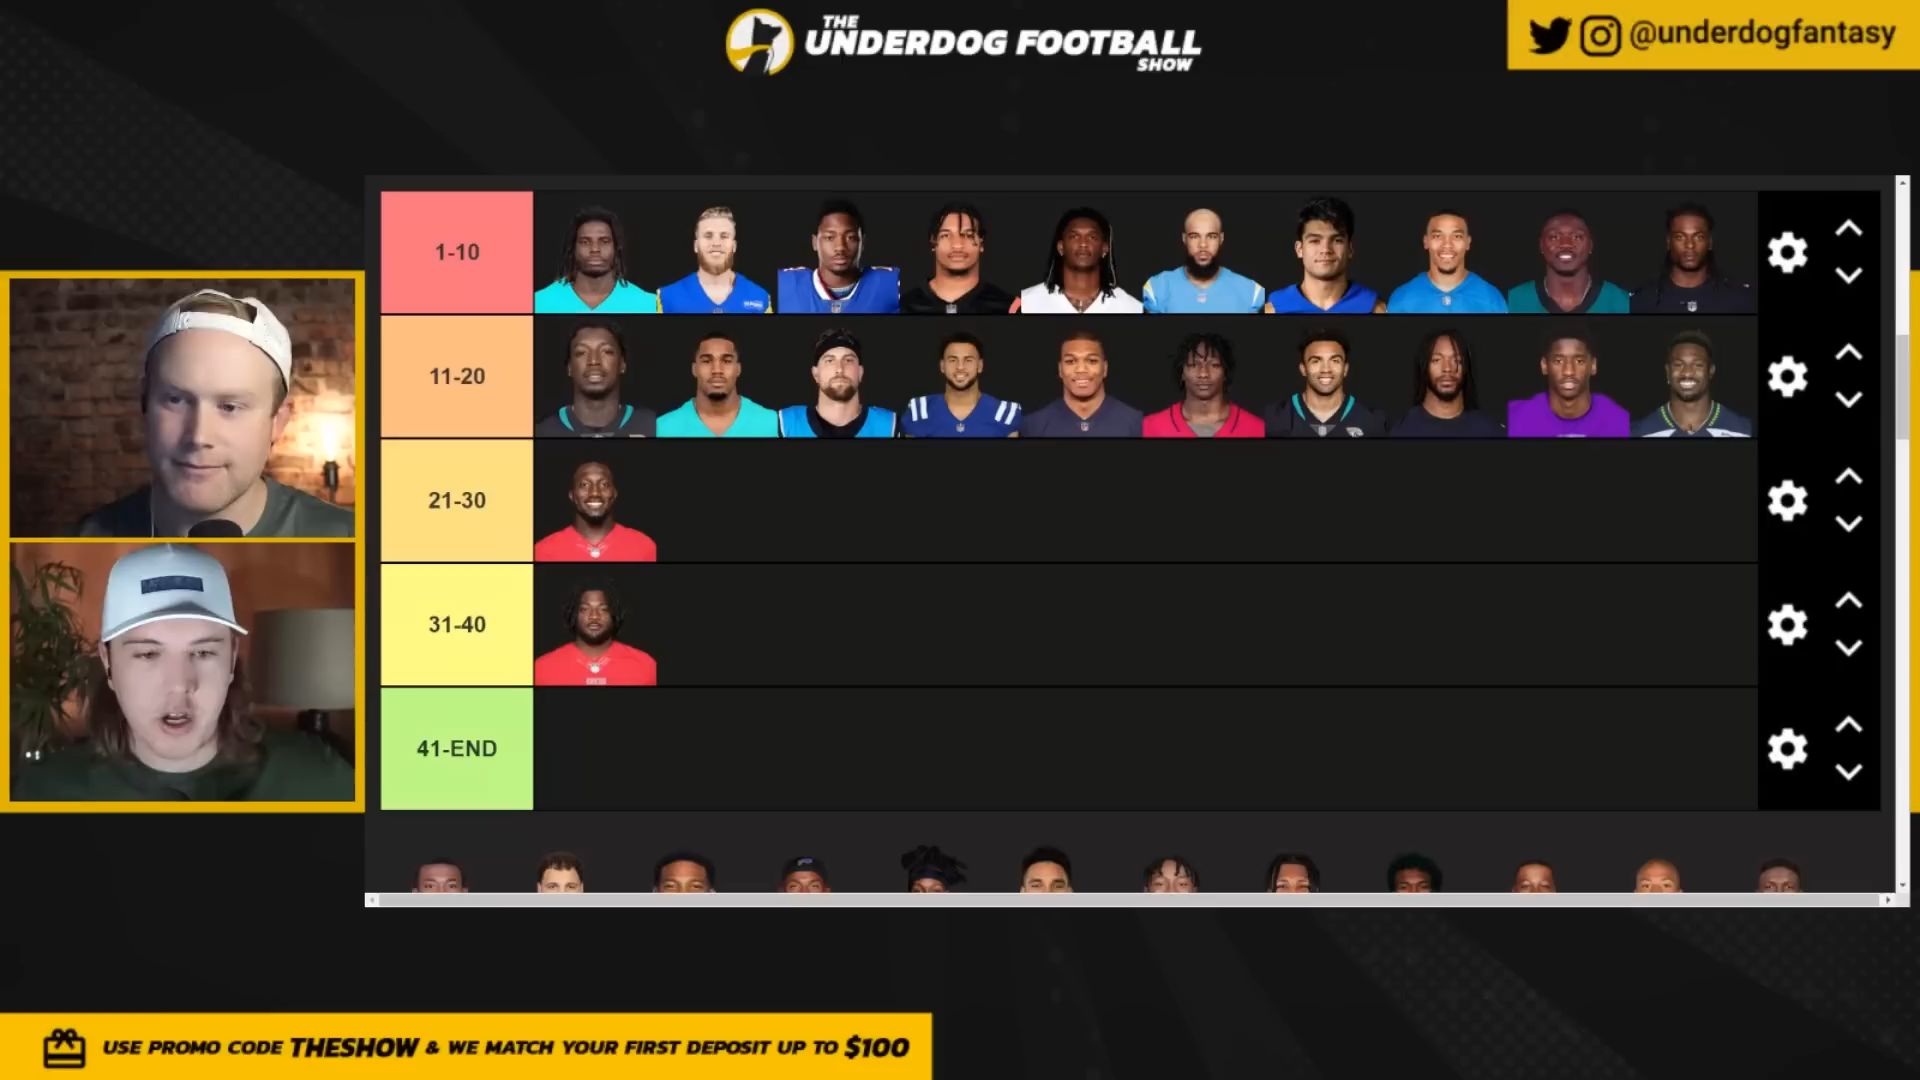 THE
UNDERDOG FOOTBALL
SHOW
@underdogfantasy
1-10
11-20
21-30
31-40
41-END
USE PROMO CODE THESHOW & WE MATCH YOUR FIRST DEPOSIT UP TO $100